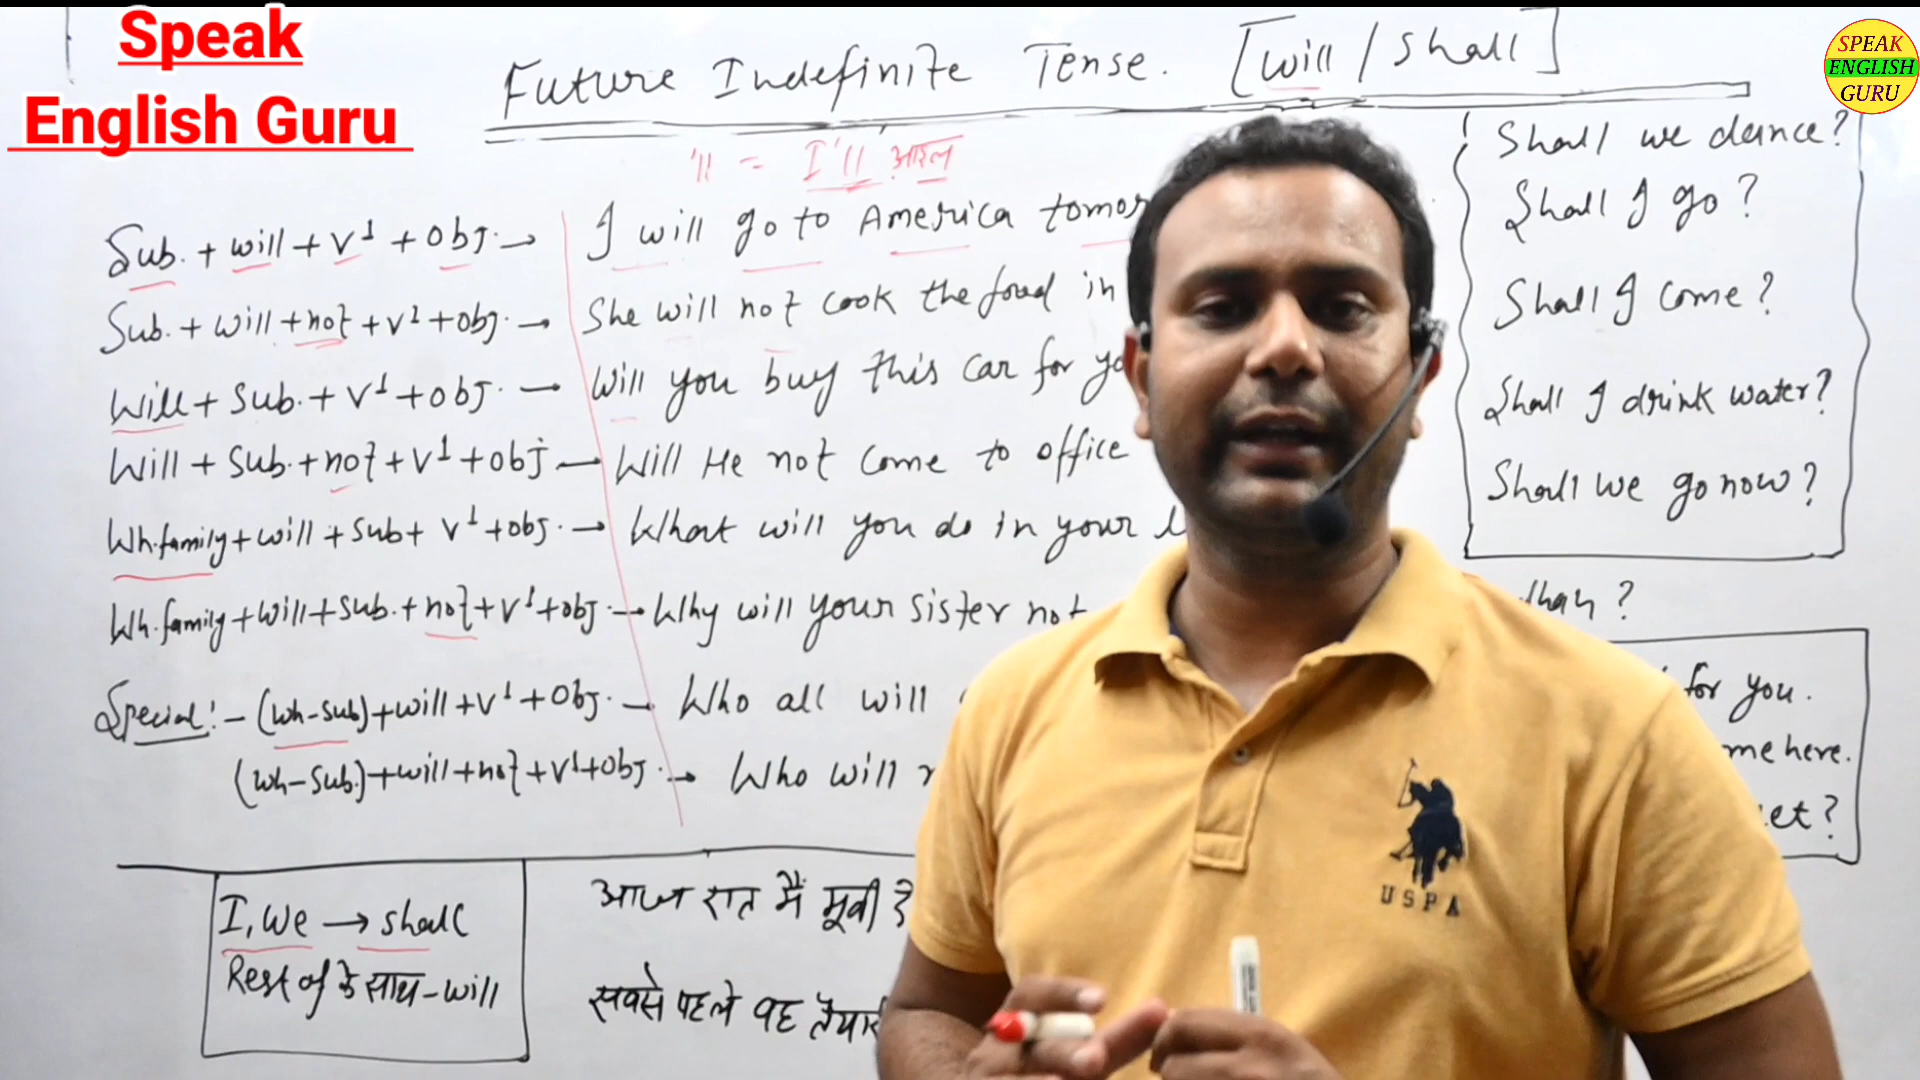 Speak
English Guru
SPEAK
ENGLISH
GURU
Future Indefinite Tense. [will / Shall]
'll = I'll आइल
Sub. + will + V1 + obj. → I will go to America
Sub. + will + not + V1 + obj. → She will not cook the food in
Will + sub. + V1 + obj. — Will you buy this car for
Will + sub. + not + V1 + obj → Will He not come to office
Wh.family + will + sub + V1 + obj. → What will you do in your
Wh.family + will + sub. + not + V1 + obj. → Why will your sister not
Special! - (Wh-sub) + will + V1 + obj. → Who all will
(Wh-sub.) + will + not + V1 + obj. → Who will
Shall we dance?
Shall I go?
Shall I come?
Shall I drink water?
Shall we go now?
for you.
me here.
I, We → shall
Rest of के साथ - will
आज रात मैं मूवी
सबसे पहले वह
USPA